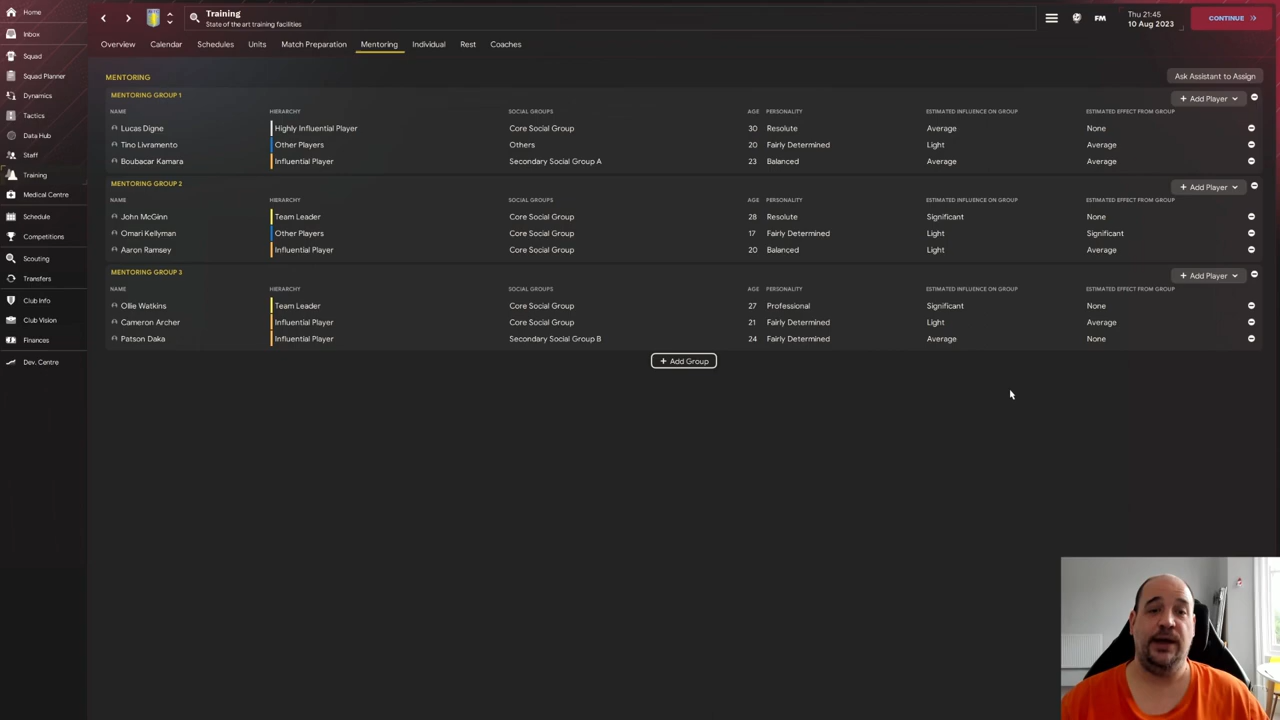 Home
Inbox
Squad
Squad Planner
Dynamics
Tactics
Data Hub
Staff
Training
Medical Centre
Schedule
Competitions
Scouting
Transfers
Club Info
Club Vision
Finances
Dev. Centre
Training
State of the art training facilities
FM
Thu 21:45
10 Aug 2023
CONTINUE
Overview Calendar Schedules Units Match Preparation Mentoring Individual Rest Coaches
MENTORING
Ask Assistant to Assign
MENTORING GROUP 1
+ Add Player
NAME HIERARCHY SOCIAL GROUPS AGE PERSONALITY ESTIMATED INFLUENCE ON GROUP ESTIMATED EFFECT FROM GROUP
Lucas Digne Highly Influential Player Core Social Group 30 Resolute Average None
Tino Livramento Other Players Others 20 Fairly Determined Light Average
Boubacar Kamara Influential Player Secondary Social Group A 23 Balanced Average Average
MENTORING GROUP 2
+ Add Player
NAME HIERARCHY SOCIAL GROUPS AGE PERSONALITY ESTIMATED INFLUENCE ON GROUP ESTIMATED EFFECT FROM GROUP
John McGinn Team Leader Core Social Group 28 Resolute Significant None
Omari Kellyman Other Players Core Social Group 17 Fairly Determined Light Significant
Aaron Ramsey Influential Player Core Social Group 20 Balanced Light Average
MENTORING GROUP 3
+ Add Player
NAME HIERARCHY SOCIAL GROUPS AGE PERSONALITY ESTIMATED INFLUENCE ON GROUP ESTIMATED EFFECT FROM GROUP
Ollie Watkins Team Leader Core Social Group 27 Professional Significant None
Cameron Archer Influential Player Core Social Group 21 Fairly Determined Light Average
Patson Daka Influential Player Secondary Social Group B 24 Fairly Determined Average None
+ Add Group